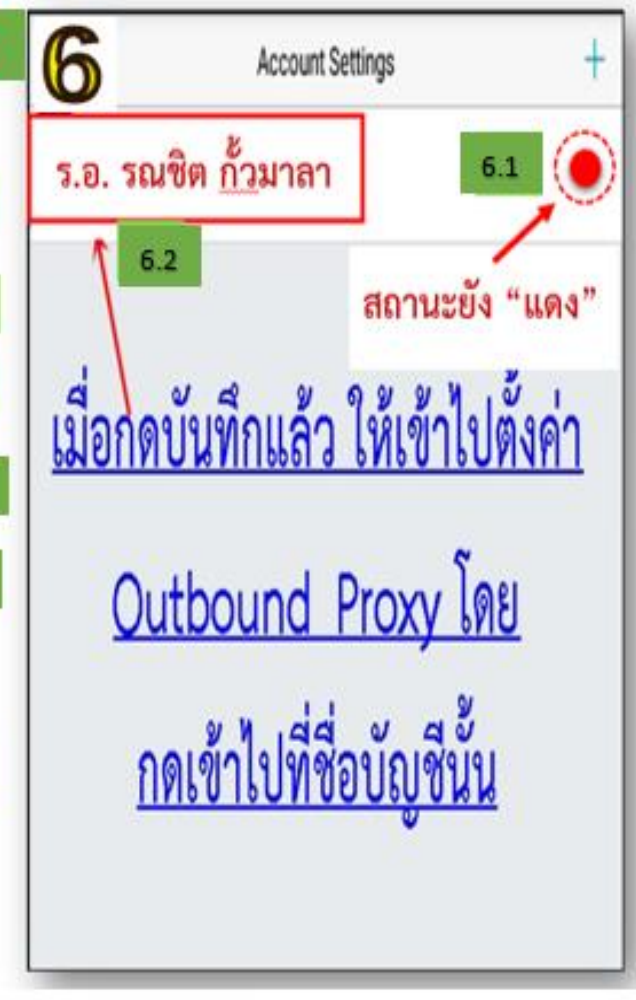 6
Account Settings
+
ร.อ. รณชิต กั้วมาลา
6.1
6.2
สถานะยัง “แดง”
เมื่อกดบันทึกแล้ว ให้เข้าไปตั้งค่า
Outbound Proxy โดย
กดเข้าไปที่ชื่อบัญชีนั้น